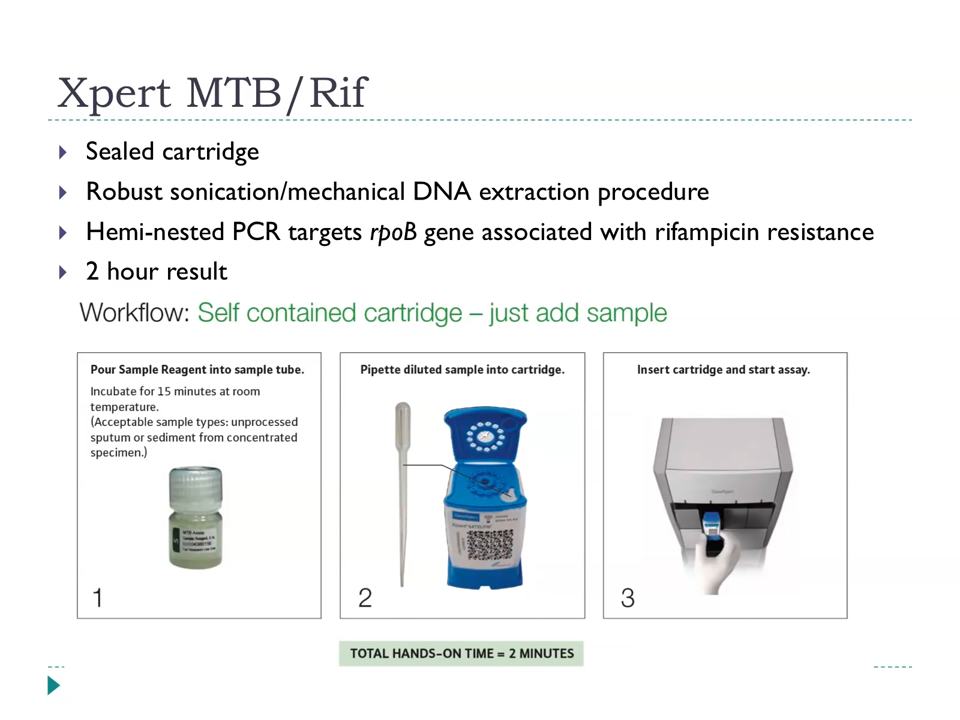 Xpert MTB/Rif
Sealed cartridge
Robust sonication/mechanical DNA extraction procedure
Hemi-nested PCR targets rpoB gene associated with rifampicin resistance
2 hour result
Workflow: Self contained cartridge – just add sample
Pour Sample Reagent into sample tube.
Incubate for 15 minutes at room
temperature.
(Acceptable sample types: unprocessed
sputum or sediment from concentrated
specimen.)
1
Pipette diluted sample into cartridge.
2
Insert cartridge and start assay.
GeneXpert
3
TOTAL HANDS-ON TIME = 2 MINUTES